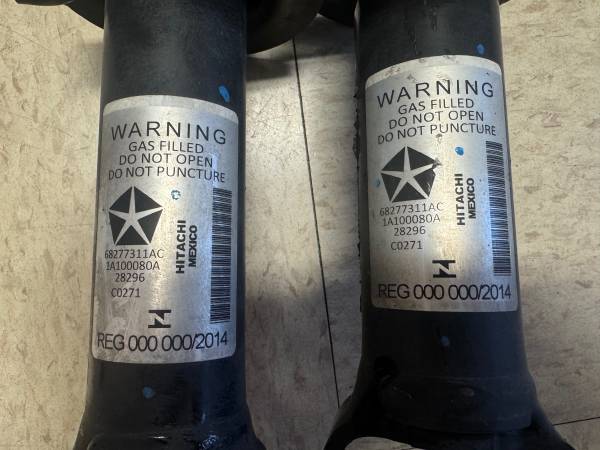 WARNING
GAS FILLED
DO NOT OPEN
DO NOT PUNCTURE
68277311AC
1A100080A
28296
C0271
HITACHI
MEXICO
REG 000 000/2014
WARNING
GAS FILLED
DO NOT OPEN
DO NOT PUNCTURE
68277311AC
1A100080A
28296
C0271
HITACHI
MEXICO
REG 000 000/2014